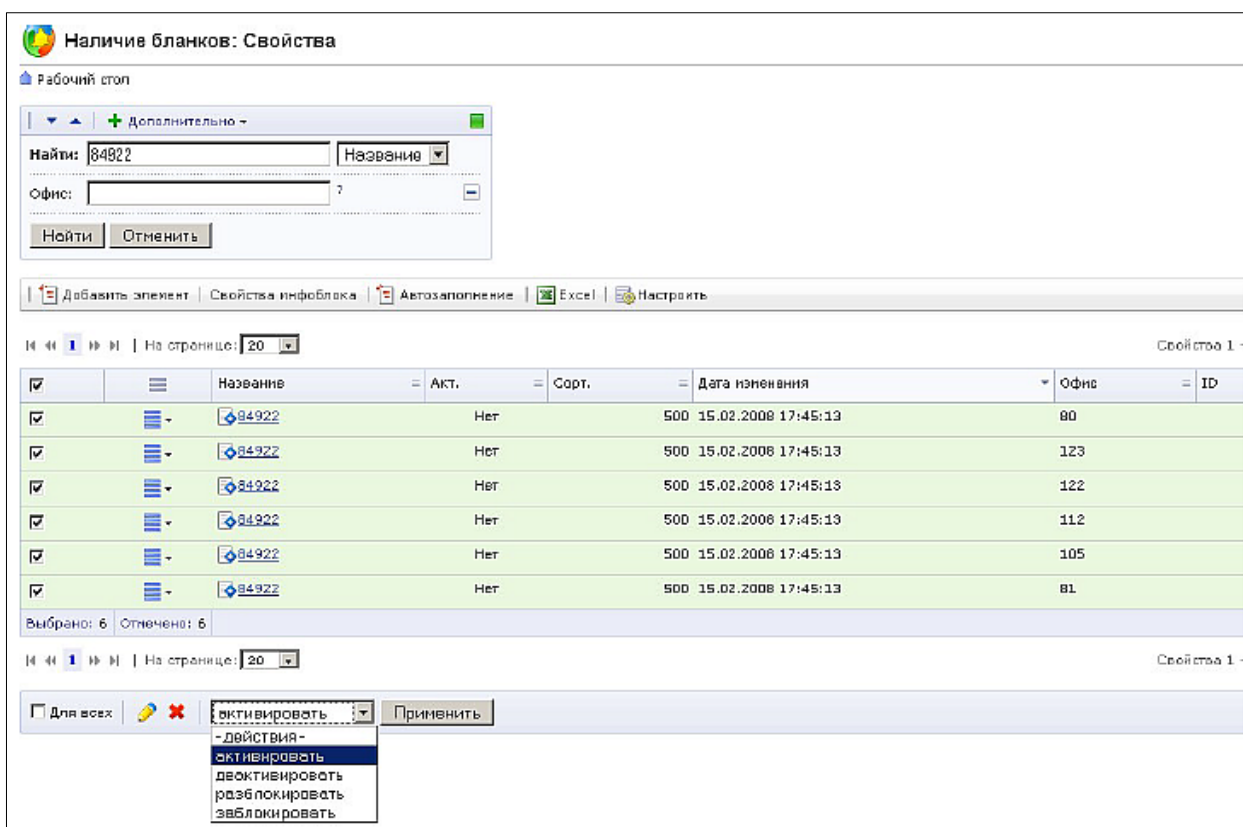 Наличие бланков: Свойства
Рабочий стол
Дополнительно
Найти: 84922 Название
Офис: ?
Найти Отменить
Добавить элемент | Свойства инфоблока | Автозаполнение | Excel | Настроить
1 | На странице: 20 Свойства 1 -
Название Акт. Сорт. Дата изменения Офис ID
84922 Нет 500 15.02.2008 17:45:13 80
84922 Нет 500 15.02.2008 17:45:13 123
84922 Нет 500 15.02.2008 17:45:13 122
84922 Нет 500 15.02.2008 17:45:13 112
84922 Нет 500 15.02.2008 17:45:13 105
84922 Нет 500 15.02.2008 17:45:13 81
Выбрано: 6 Отмечено: 6
1 | На странице: 20 Свойства 1 -
Для всех активировать Применить
- действия -
активировать
деактивировать
разблокировать
заблокировать